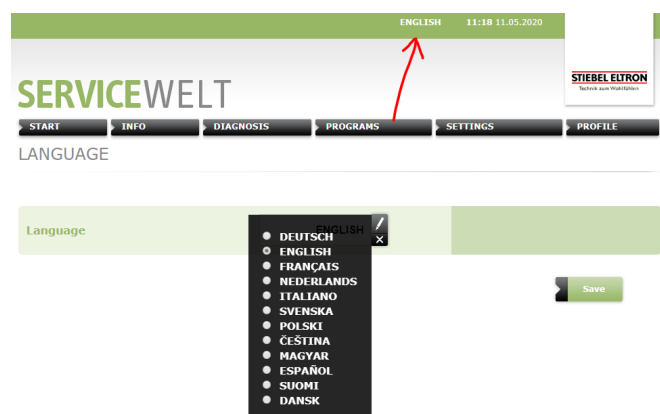 ENGLISH 11:18 11.05.2020
STIEBEL ELTRON
Technik zum Wohlfühlen
SERVICEWELT
START INFO DIAGNOSIS PROGRAMS SETTINGS PROFILE
LANGUAGE
Language ENGLISH
DEUTSCH
ENGLISH
FRANÇAIS
NEDERLANDS
ITALIANO
SVENSKA
POLSKI
ČEŠTINA
MAGYAR
ESPAÑOL
SUOMI
DANSK
Save